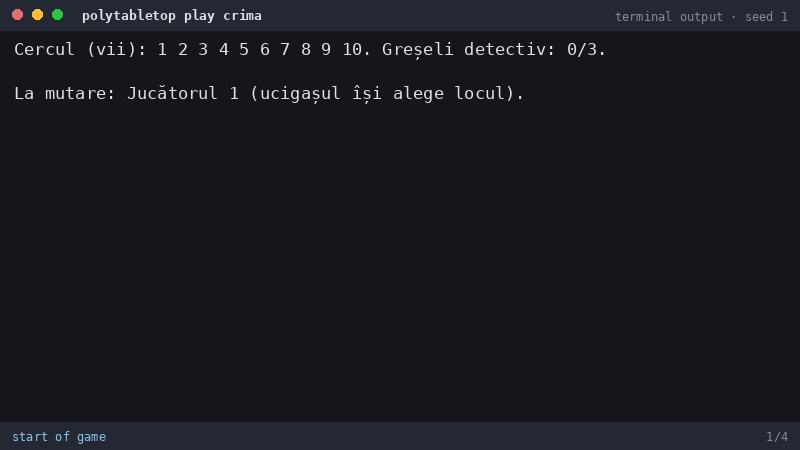 polytabletop play crima
terminal output · seed 1
Cercul (vii): 1 2 3 4 5 6 7 8 9 10. Greșeli detectiv: 0/3.
La mutare: Jucătorul 1 (ucigașul își alege locul).
start of game
1/4